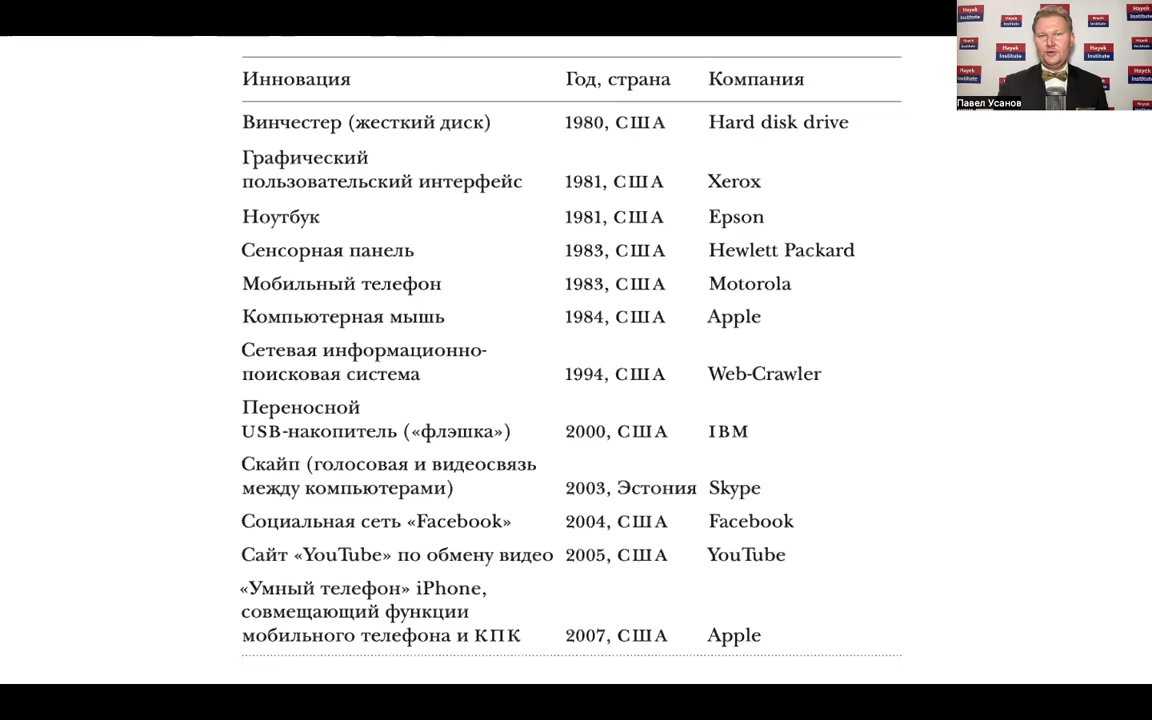 Инновация Год, страна Компания
Винчестер (жесткий диск) 1980, США Hard disk drive
Графический
пользовательский интерфейс 1981, США Xerox
Ноутбук 1981, США Epson
Сенсорная панель 1983, США Hewlett Packard
Мобильный телефон 1983, США Motorola
Компьютерная мышь 1984, США Apple
Сетевая информационно-
поисковая система 1994, США Web-Crawler
Переносной
USB-накопитель («флэшка») 2000, США IBM
Скайп (голосовая и видеосвязь
между компьютерами) 2003, Эстония Skype
Социальная сеть «Facebook» 2004, США Facebook
Сайт «YouTube» по обмену видео 2005, США YouTube
«Умный телефон» iPhone,
совмещающий функции
мобильного телефона и КПК 2007, США Apple
Hayek
Institute
Павел Усанов